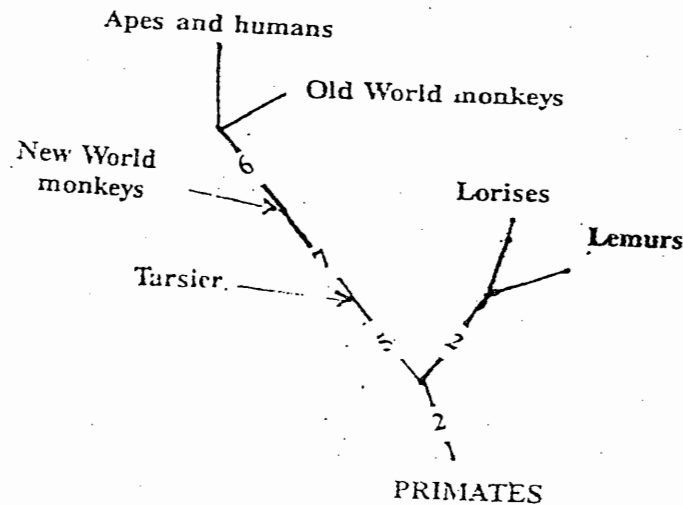 Apes and humans
Old World monkeys
6
New World
monkeys
Lorises
Lemurs
Tarsier
2
2
PRIMATES